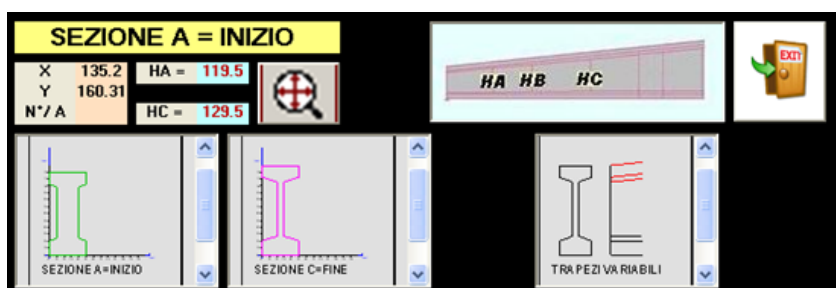 SEZIONE A = INIZIO
X 135.2 HA = 119.5
Y 160.31
N°/A HC = 129.5
HA HB HC
EXIT
SEZIONE A=INIZIO
SEZIONE C=FINE
TRAPEZI VARIABILI